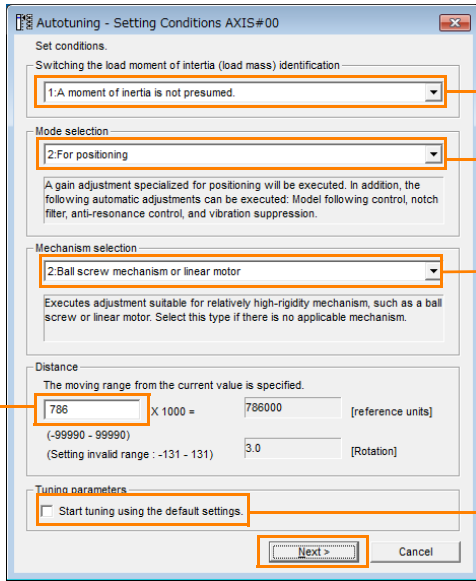 Autotuning - Setting Conditions AXIS#00
Set conditions.
Switching the load moment of intertia (load mass) identification
1:A moment of inertia is not presumed.
Mode selection
2:For positioning
A gain adjustment specialized for positioning will be executed. In addition, the
following automatic adjustments can be executed: Model following control, notch
filter, anti-resonance control, and vibration suppression.
Mechanism selection
2:Ball screw mechanism or linear motor
Executes adjustment suitable for relatively high-rigidity mechanism, such as a ball
screw or linear motor. Select this type if there is no applicable mechanism.
Distance
The moving range from the current value is specified.
786 X 1000 = 786000 [reference units]
(-99990 - 99990)
(Setting invalid range : -131 - 131) 3.0 [Rotation]
Tuning parameters
Start tuning using the default settings.
Next > Cancel